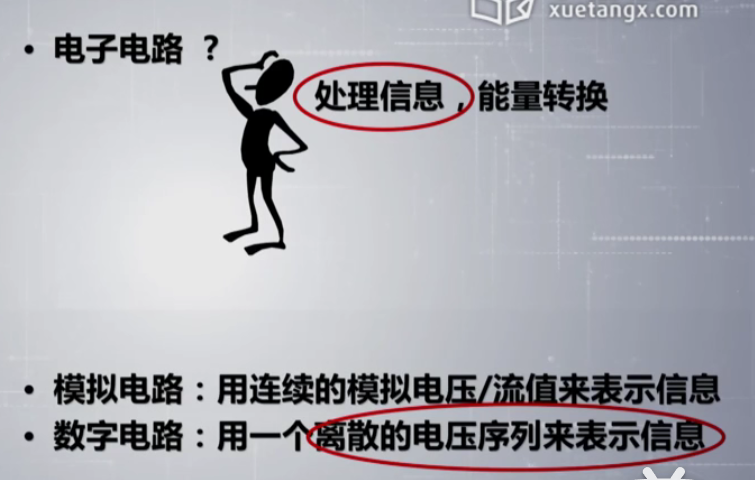 xuetangx.com
• 电子电路 ？
处理信息，能量转换
• 模拟电路：用连续的模拟电压/流值来表示信息
• 数字电路：用一个离散的电压序列来表示信息